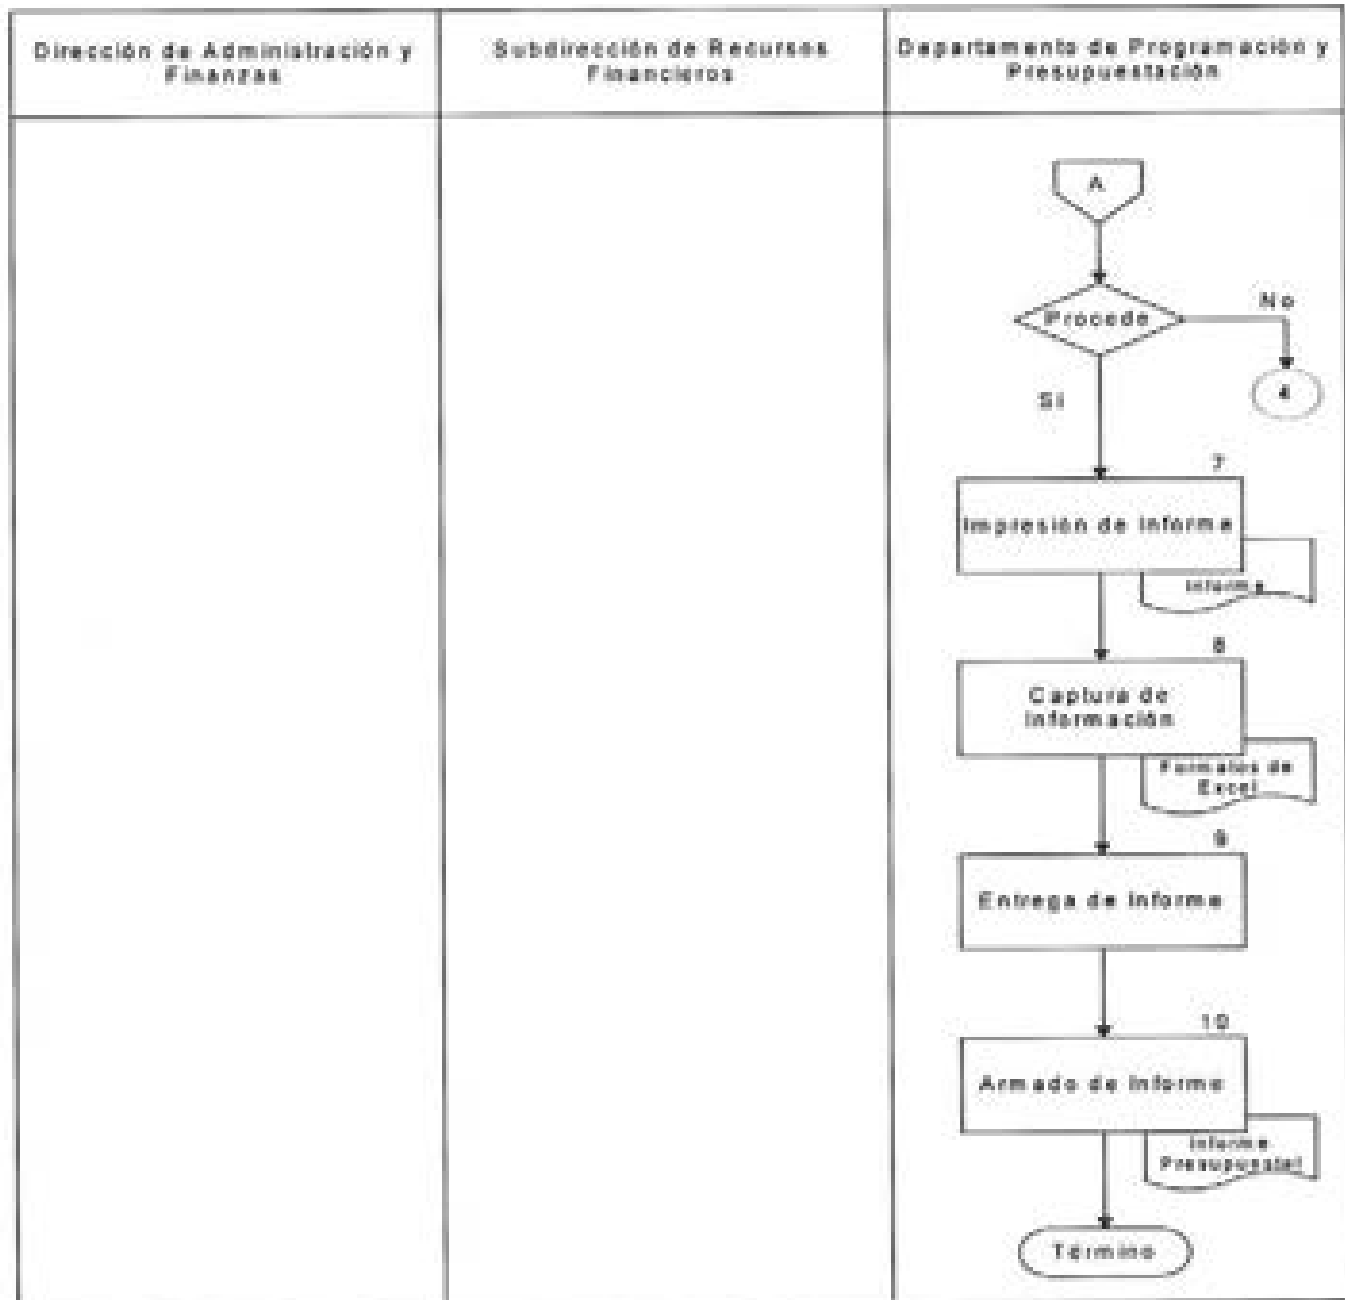 Dirección de Administración y
Finanzas
Subdirección de Recursos
Financieros
Departamento de Programación y
Presupuestación
A
Procede
No
4
Si
7
Impresión de Informe
Informe
8
Captura de
Información
Formatos de
Excel
9
Entrega de Informe
10
Armado de Informe
Informe
Presupuestal
Término